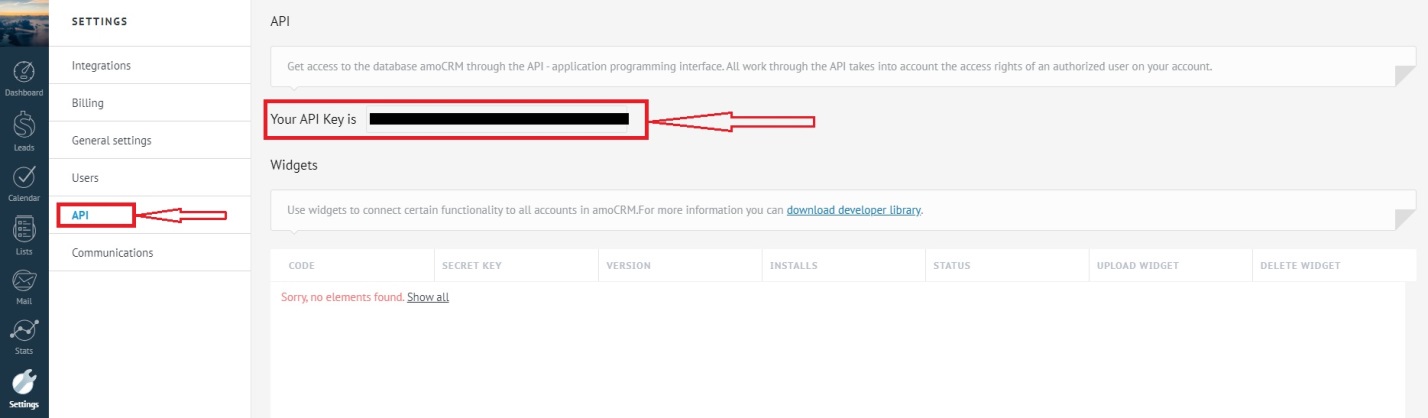 SETTINGS
Dashboard
Leads
Calendar
Lists
Mail
Stats
Settings
Integrations
Billing
General settings
Users
API
Communications
API
Get access to the database amoCRM through the API - application programming interface. All work through the API takes into account the access rights of an authorized user on your account.
Your API Key is
Widgets
Use widgets to connect certain functionality to all accounts in amoCRM.For more information you can download developer library.
CODE SECRET KEY VERSION INSTALLS STATUS UPLOAD WIDGET DELETE WIDGET
Sorry, no elements found. Show all